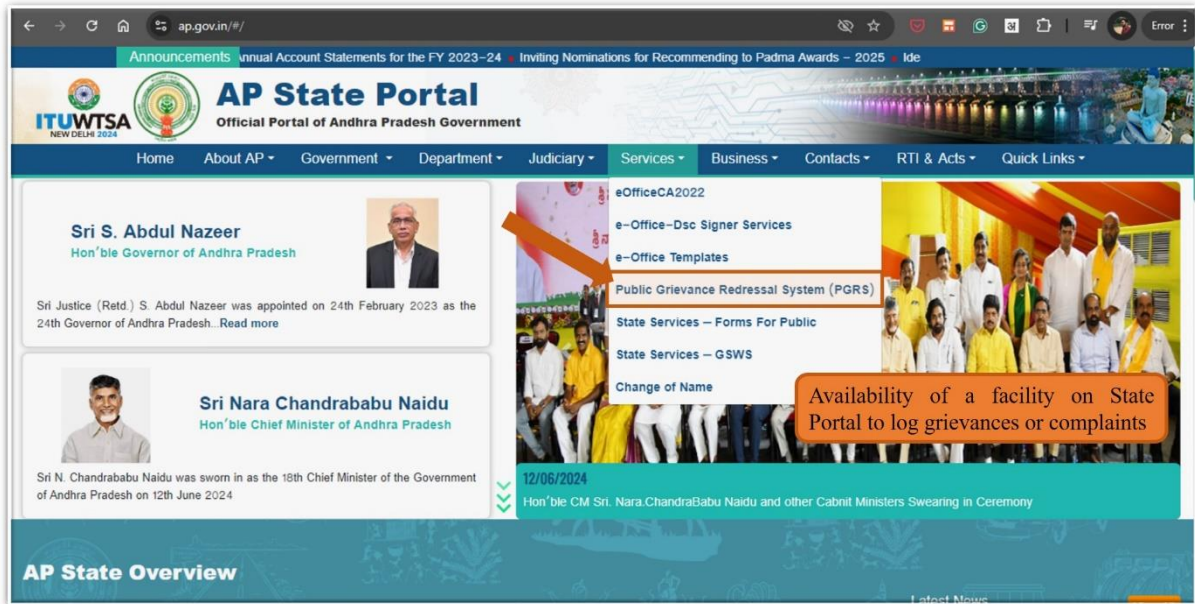 ap.gov.in/#/
Error
Announcements Annual Account Statements for the FY 2023-24 Inviting Nominations for Recommending to Padma Awards - 2025 Ide
ITUWTSA
NEW DELHI 2024
AP State Portal
Official Portal of Andhra Pradesh Government
Home About AP Government Department Judiciary Services Business Contacts RTI & Acts Quick Links
Sri S. Abdul Nazeer
Hon'ble Governor of Andhra Pradesh
Sri Justice (Retd.) S. Abdul Nazeer was appointed on 24th February 2023 as the
24th Governor of Andhra Pradesh...Read more
Sri Nara Chandrababu Naidu
Hon'ble Chief Minister of Andhra Pradesh
Sri N. Chandrababu Naidu was sworn in as the 18th Chief Minister of the Government
of Andhra Pradesh on 12th June 2024
eOfficeCA2022
e-Office-Dsc Signer Services
e-Office Templates
Public Grievance Redressal System (PGRS)
State Services – Forms For Public
State Services – GSWS
Change of Name
Availability of a facility on State
Portal to log grievances or complaints
12/06/2024
Hon'ble CM Sri. Nara.ChandraBabu Naidu and other Cabnit Ministers Swearing in Ceremony
AP State Overview
Latest News